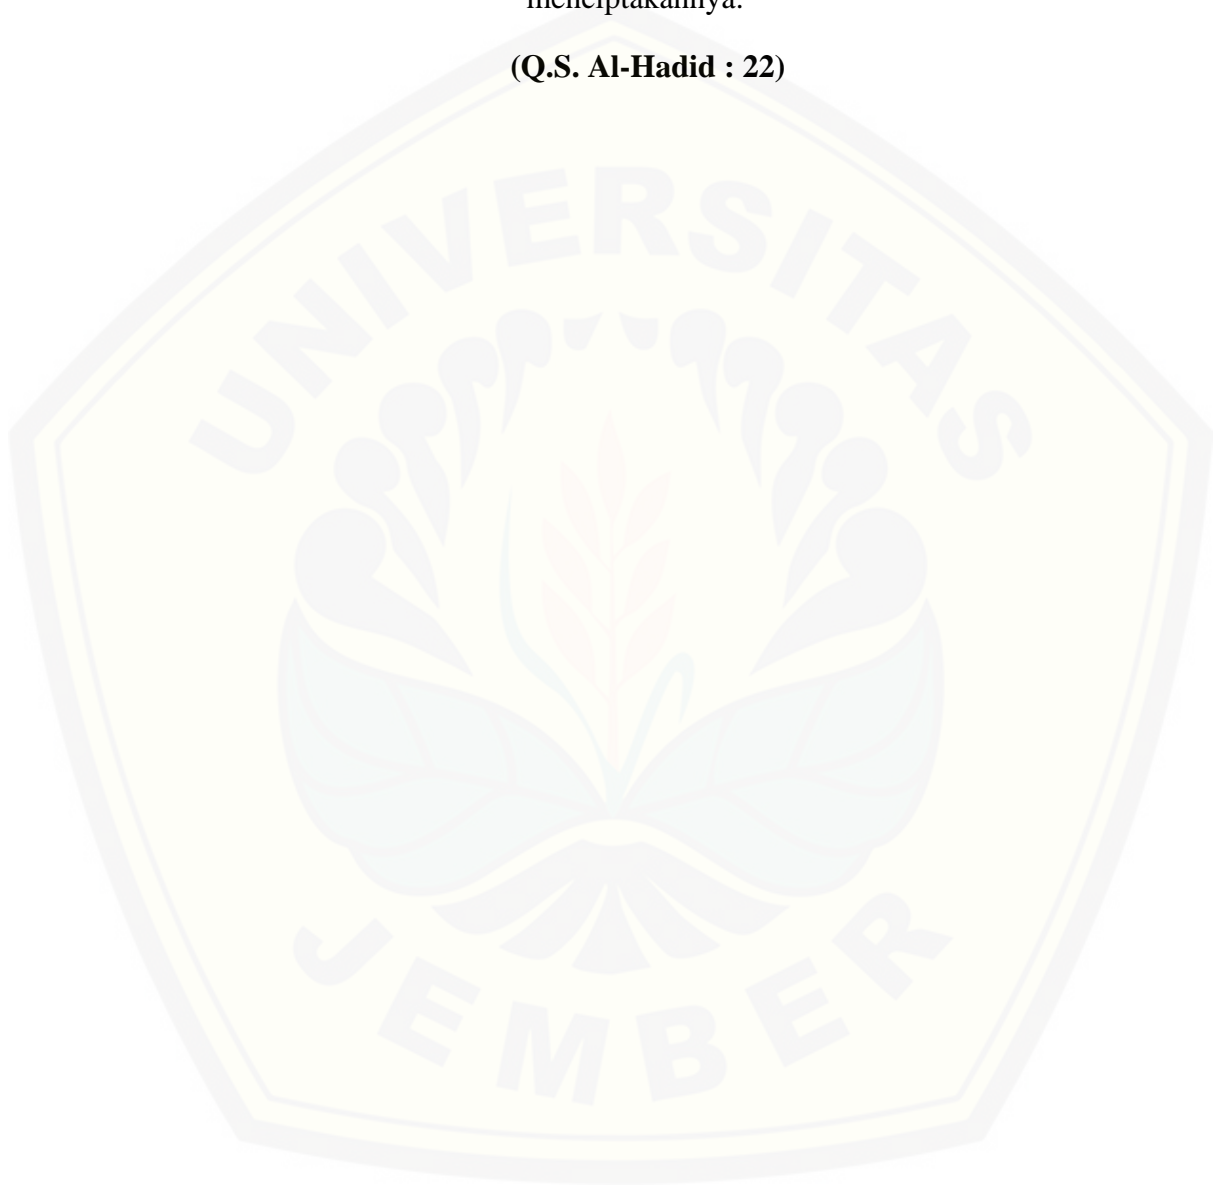 menciptakannya.
(Q.S. Al-Hadid : 22)
UNIVERSITAS
JEMBER